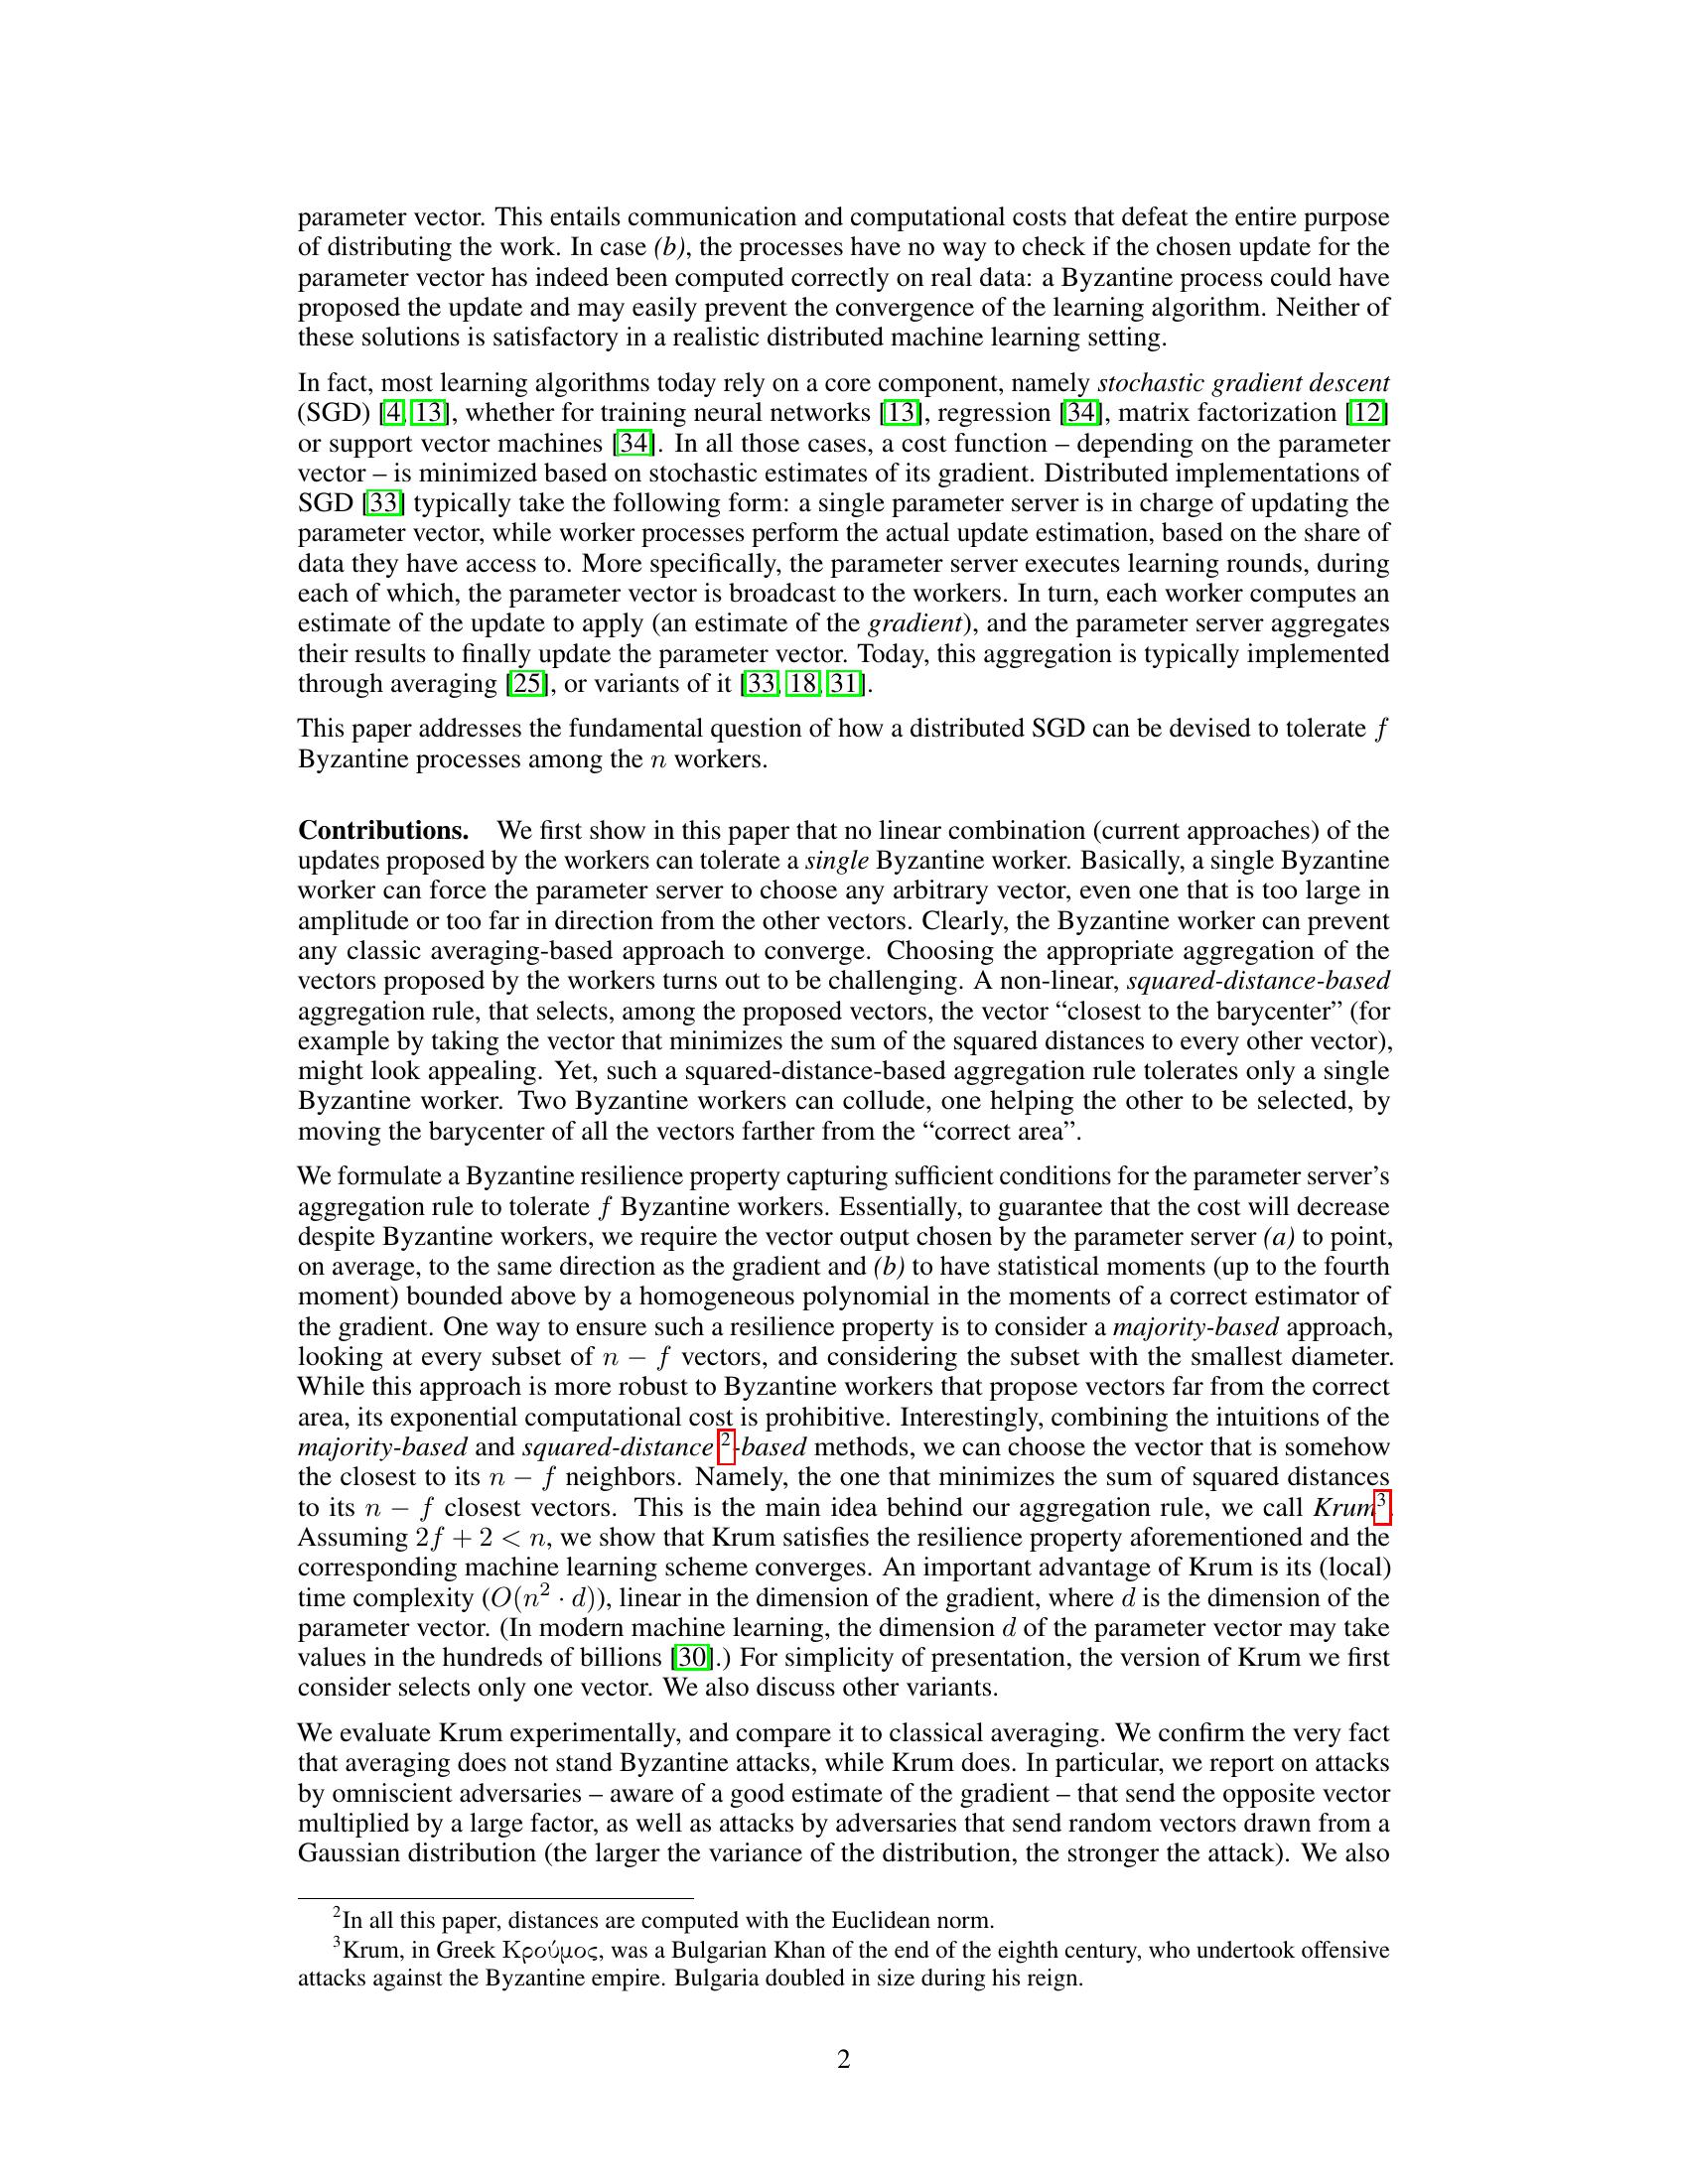 parameter vector. This entails communication and computational costs that defeat the entire purpose
of distributing the work. In case (b), the processes have no way to check if the chosen update for the
parameter vector has indeed been computed correctly on real data: a Byzantine process could have
proposed the update and may easily prevent the convergence of the learning algorithm. Neither of
these solutions is satisfactory in a realistic distributed machine learning setting.
In fact, most learning algorithms today rely on a core component, namely stochastic gradient descent
(SGD) [4, 13], whether for training neural networks [13], regression [34], matrix factorization [12]
or support vector machines [34]. In all those cases, a cost function – depending on the parameter
vector – is minimized based on stochastic estimates of its gradient. Distributed implementations of
SGD [33] typically take the following form: a single parameter server is in charge of updating the
parameter vector, while worker processes perform the actual update estimation, based on the share of
data they have access to. More specifically, the parameter server executes learning rounds, during
each of which, the parameter vector is broadcast to the workers. In turn, each worker computes an
estimate of the update to apply (an estimate of the gradient), and the parameter server aggregates
their results to finally update the parameter vector. Today, this aggregation is typically implemented
through averaging [25], or variants of it [33, 18, 31].
This paper addresses the fundamental question of how a distributed SGD can be devised to tolerate f
Byzantine processes among the n workers.
Contributions. We first show in this paper that no linear combination (current approaches) of the
updates proposed by the workers can tolerate a single Byzantine worker. Basically, a single Byzantine
worker can force the parameter server to choose any arbitrary vector, even one that is too large in
amplitude or too far in direction from the other vectors. Clearly, the Byzantine worker can prevent
any classic averaging-based approach to converge. Choosing the appropriate aggregation of the
vectors proposed by the workers turns out to be challenging. A non-linear, squared-distance-based
aggregation rule, that selects, among the proposed vectors, the vector “closest to the barycenter” (for
example by taking the vector that minimizes the sum of the squared distances to every other vector),
might look appealing. Yet, such a squared-distance-based aggregation rule tolerates only a single
Byzantine worker. Two Byzantine workers can collude, one helping the other to be selected, by
moving the barycenter of all the vectors farther from the “correct area”.
We formulate a Byzantine resilience property capturing sufficient conditions for the parameter server’s
aggregation rule to tolerate f Byzantine workers. Essentially, to guarantee that the cost will decrease
despite Byzantine workers, we require the vector output chosen by the parameter server (a) to point,
on average, to the same direction as the gradient and (b) to have statistical moments (up to the fourth
moment) bounded above by a homogeneous polynomial in the moments of a correct estimator of
the gradient. One way to ensure such a resilience property is to consider a majority-based approach,
looking at every subset of n − f vectors, and considering the subset with the smallest diameter.
While this approach is more robust to Byzantine workers that propose vectors far from the correct
area, its exponential computational cost is prohibitive. Interestingly, combining the intuitions of the
majority-based and squared-distance ²-based methods, we can choose the vector that is somehow
the closest to its n − f neighbors. Namely, the one that minimizes the sum of squared distances
to its n − f closest vectors. This is the main idea behind our aggregation rule, we call Krum³.
Assuming 2f + 2 < n, we show that Krum satisfies the resilience property aforementioned and the
corresponding machine learning scheme converges. An important advantage of Krum is its (local)
time complexity (O(n² · d)), linear in the dimension of the gradient, where d is the dimension of the
parameter vector. (In modern machine learning, the dimension d of the parameter vector may take
values in the hundreds of billions [30].) For simplicity of presentation, the version of Krum we first
consider selects only one vector. We also discuss other variants.
We evaluate Krum experimentally, and compare it to classical averaging. We confirm the very fact
that averaging does not stand Byzantine attacks, while Krum does. In particular, we report on attacks
by omniscient adversaries – aware of a good estimate of the gradient – that send the opposite vector
multiplied by a large factor, as well as attacks by adversaries that send random vectors drawn from a
Gaussian distribution (the larger the variance of the distribution, the stronger the attack). We also
²In all this paper, distances are computed with the Euclidean norm.
³Krum, in Greek Κρούμος, was a Bulgarian Khan of the end of the eighth century, who undertook offensive
attacks against the Byzantine empire. Bulgaria doubled in size during his reign.
2